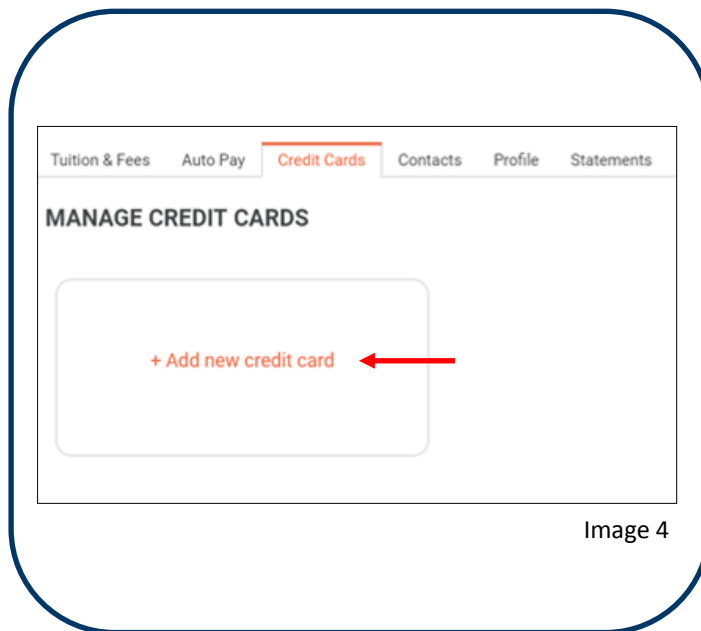 Tuition & Fees Auto Pay Credit Cards Contacts Profile Statements
MANAGE CREDIT CARDS
+ Add new credit card
Image 4